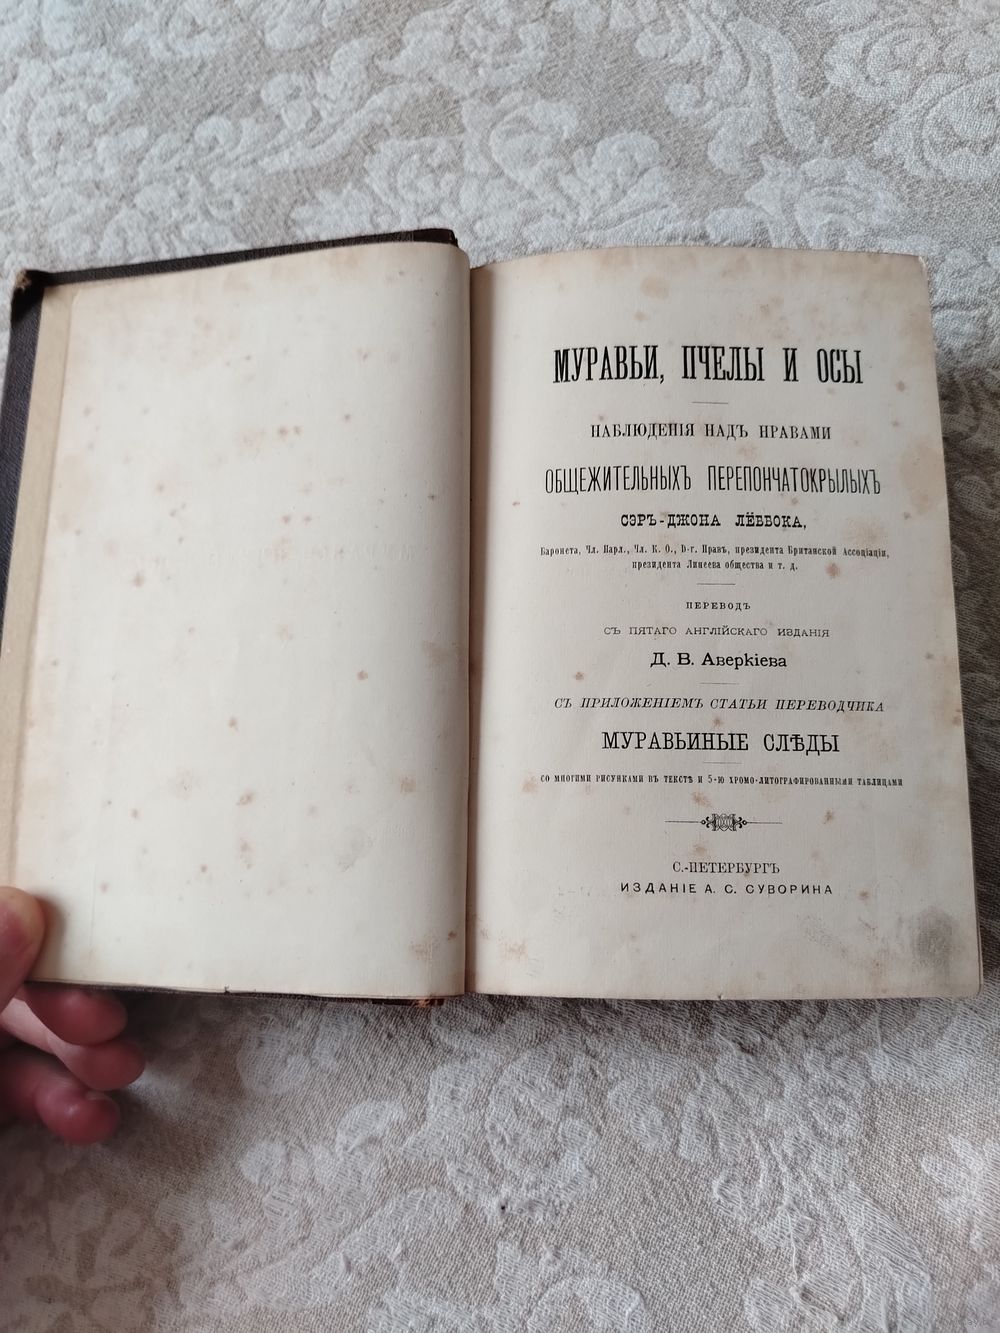 МУРАВЬИ, ПЧЕЛЫ И ОСЫ
НАБЛЮДЕНІЯ НАДЪ НРАВАМИ
ОБЩЕЖИТЕЛЬНЫХЪ ПЕРЕПОНЧАТОКРЫЛЫХЪ
СЭРЪ-ДЖОНА ЛЁББОКА,
Баронета, Чл. Парл., Чл. К. О., D-r. Правъ, президента Британской Ассоціаціи,
президента Линеева общества и т. д.
ПЕРЕВОДЪ
СЪ ПЯТАГО АНГЛІЙСКАГО ИЗДАНІЯ
Д. В. Аверкіева
СЪ ПРИЛОЖЕНІЕМЪ СТАТЬИ ПЕРЕВОДЧИКА
МУРАВЬИНЫЕ СЛѢДЫ
СО МНОГИМИ РИСУНКАМИ ВЪ ТЕКСТѢ И 5-Ю ХРОМО-ЛИТОГРАФИРОВАННЫМИ ТАБЛИЦАМИ
С.-ПЕТЕРБУРГЪ
ИЗДАНІЕ А. С. СУВОРИНА